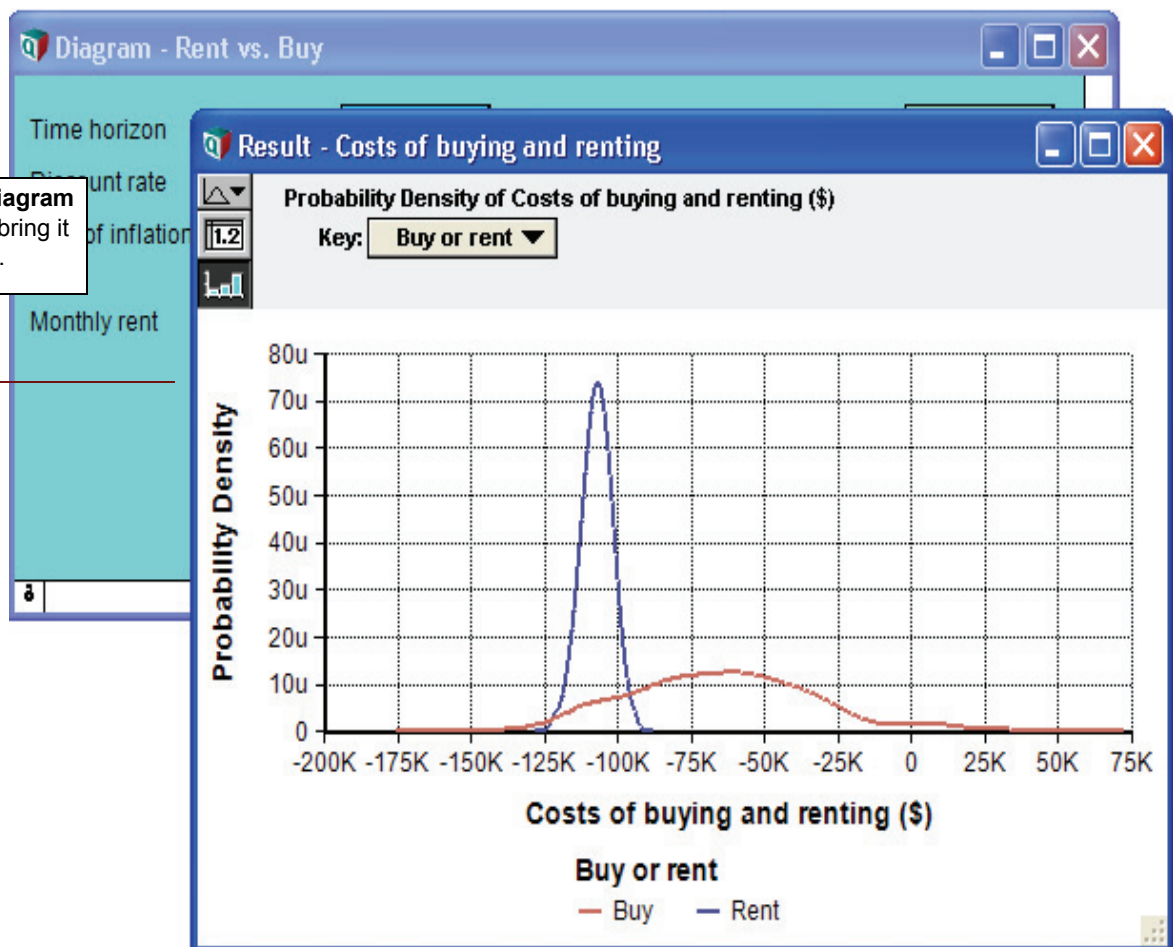 Diagram - Rent vs. Buy
Time horizon
Result - Costs of buying and renting
Discount rate
iagram
bring it
.
of inflation
Monthly rent
Probability Density of Costs of buying and renting ($)
1.2
Key: Buy or rent
80u
70u
60u
50u
40u
30u
20u
10u
0
Probability Density
-200K -175K -150K -125K -100K -75K -50K -25K 0 25K 50K 75K
Costs of buying and renting ($)
Buy or rent
Buy Rent